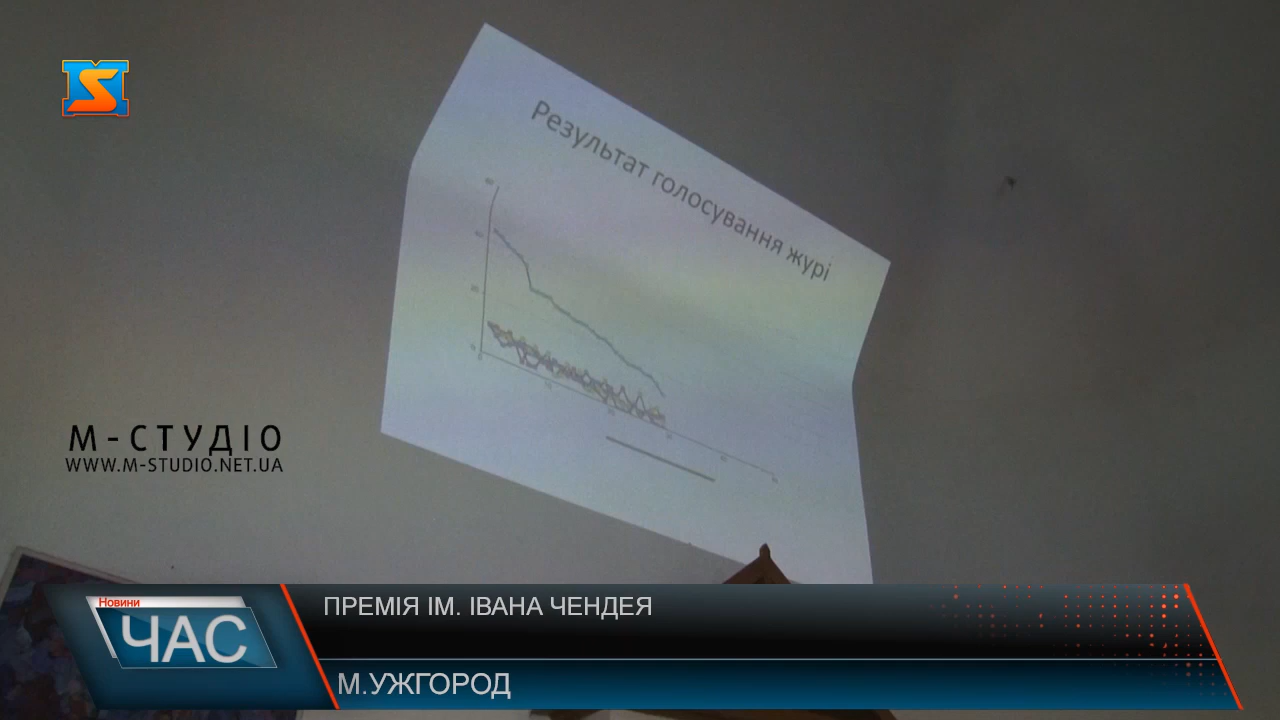 Результат голосування журі
М-СТУДІО
WWW.M-STUDIO.NET.UA
Новини
ЧАС
ПРЕМІЯ ІМ. ІВАНА ЧЕНДЕЯ
М.УЖГОРОД